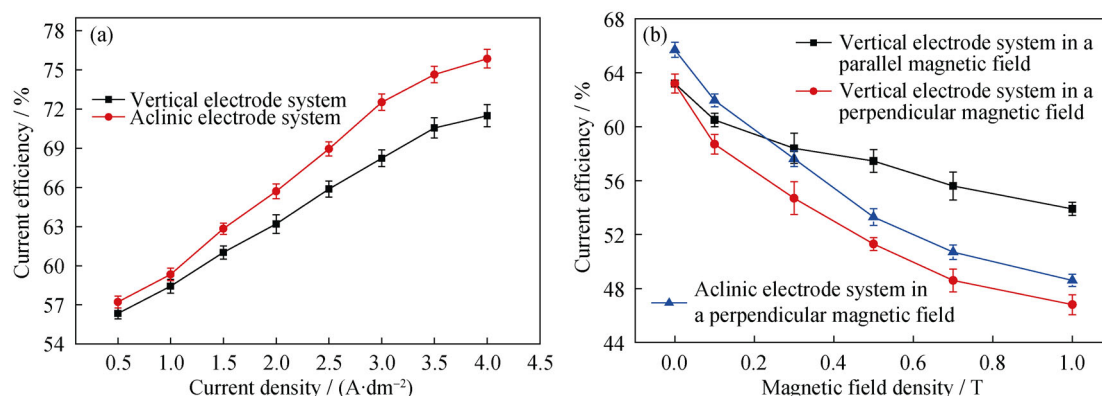 (a)
Current efficiency / %
78
75
72
69
66
63
60
57
54
Vertical electrode system
Aclinic electrode system
0.5 1.0 1.5 2.0 2.5 3.0 3.5 4.0 4.5
Current density / (A·dm⁻²)
(b)
Current efficiency / %
68
64
60
56
52
48
44
Vertical electrode system in a
parallel magnetic field
Vertical electrode system in a
perpendicular magnetic field
Aclinic electrode system in
a perpendicular magnetic field
0.0 0.2 0.4 0.6 0.8 1.0
Magnetic field density / T